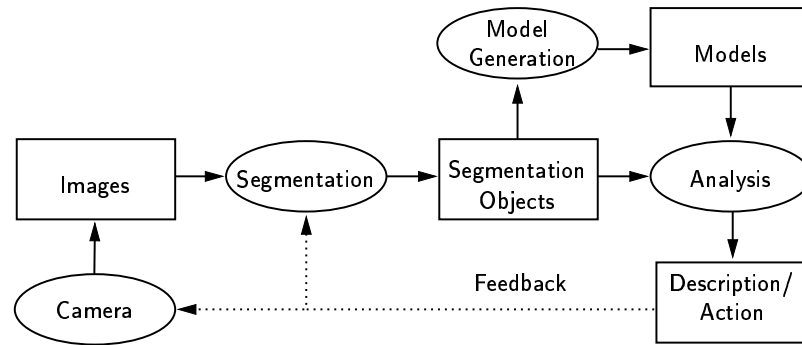 Model
Generation
Models
Images
Segmentation
Segmentation
Objects
Analysis
Camera
Feedback
Description/
Action